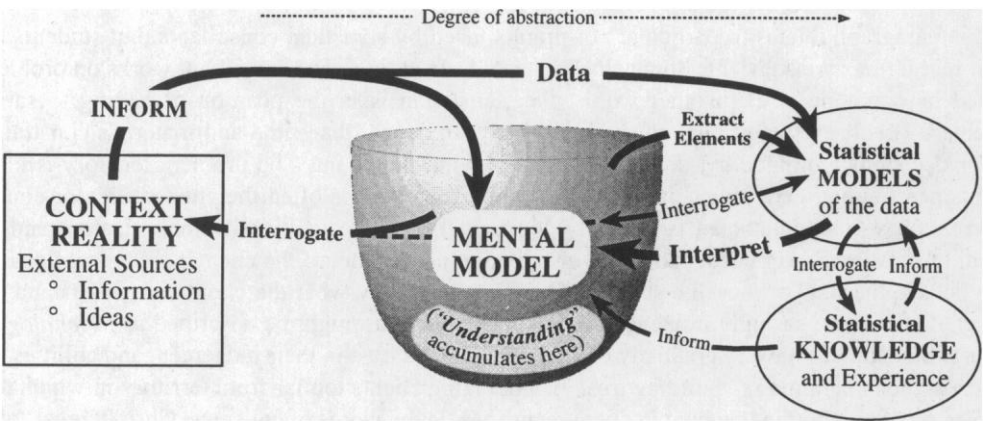 Degree of abstraction
Data
INFORM
Extract
Elements
Statistical
MODELS
of the data
CONTEXT
REALITY
External Sources
° Information
° Ideas
Interrogate
MENTAL
MODEL
Interrogate
Interpret
("Understanding"
accumulates here)
Inform
Interrogate
Inform
Statistical
KNOWLEDGE
and Experience